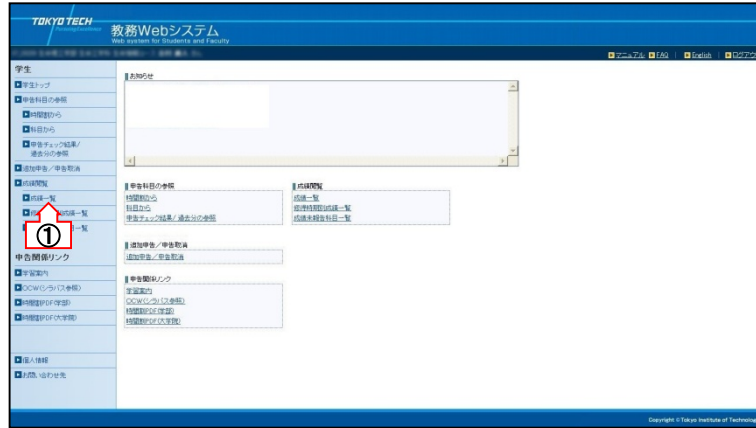 TOKYO TECH
Pursuing Excellence
教務Webシステム
Web system for Students and Faculty
マニュアル
FAQ
English
ログアウ
学生
学生トップ
申告科目の参照
時間割から
科目から
申告チェック結果/
過去分の参照
追加申告/申告取消
成績閲覧
成績一覧
成績一覧
一覧
①
申告関係リンク
学習案内
OCW(シラバス参照)
時間割PDF(学部)
時間割PDF(大学院)
個人情報
お問い合わせ先
お知らせ
申告科目の参照
時間割から
科目から
申告チェック結果/過去分の参照
成績閲覧
成績一覧
修得時期別成績一覧
成績未報告科目一覧
追加申告/申告取消
追加申告/申告取消
申告関係リンク
学習案内
OCW(シラバス参照)
時間割PDF(学部)
時間割PDF(大学院)
Copyright © Tokyo Institute of Technolog